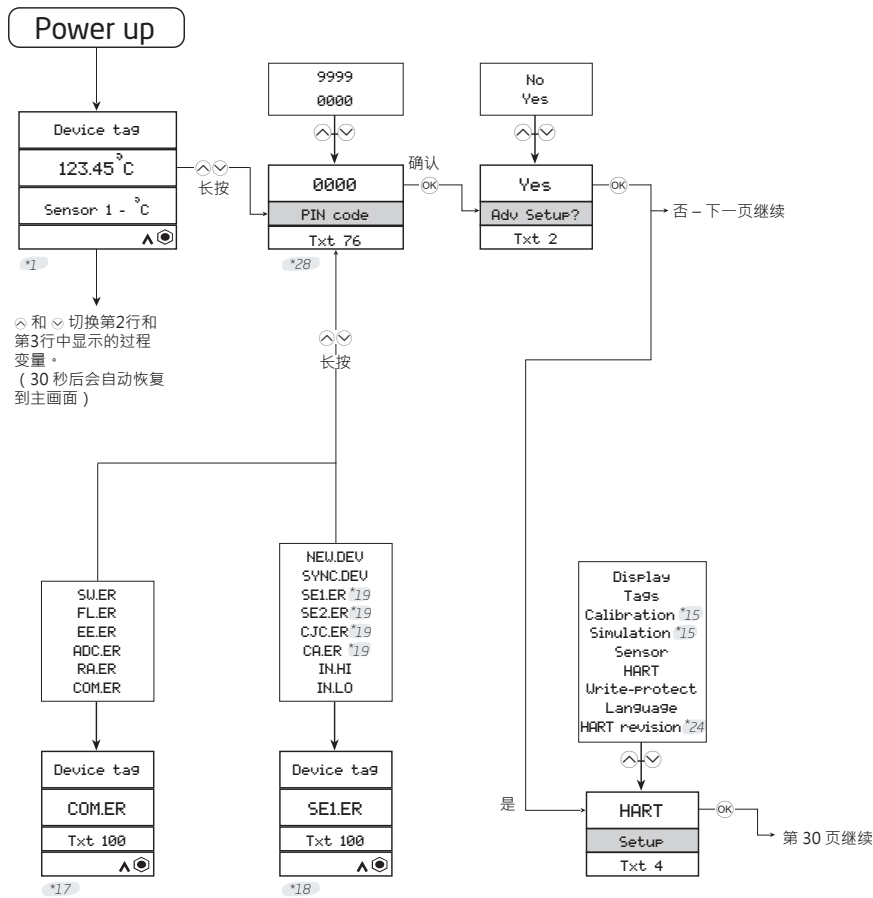 Power up
Device tag
123.45 °C
Sensor 1 - °C
*1
和 切换第2行和
第3行中显示的过程
变量。
（30 秒后会自动恢复
到主画面）
长按
9999
0000
0000
PIN code
Txt 76
*28
确认
OK
No
Yes
Yes
Adv Setup?
Txt 2
OK
否 – 下一页继续
长按
SW.ER
FL.ER
EE.ER
ADC.ER
RA.ER
COM.ER
Device tag
COM.ER
Txt 100
*17
NEW.DEV
SYNC.DEV
SE1.ER *19
SE2.ER *19
CJC.ER *19
CA.ER *19
IN.HI
IN.LO
Device tag
SE1.ER
Txt 100
*18
Display
Tags
Calibration *15
Simulation *15
Sensor
HART
Write-protect
Language
HART revision *24
是
HART
Setup
Txt 4
OK
第 30 页继续